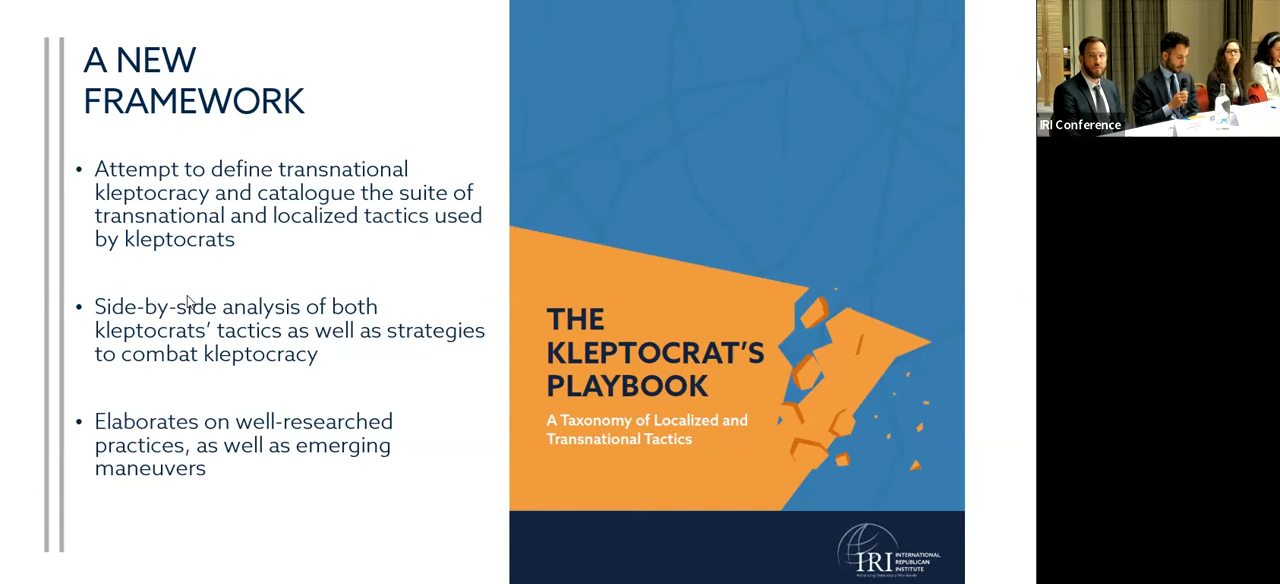 A NEW
FRAMEWORK
• Attempt to define transnational
kleptocracy and catalogue the suite of
transnational and localized tactics used
by kleptocrats
• Side-by-side analysis of both
kleptocrats’ tactics as well as strategies
to combat kleptocracy
• Elaborates on well-researched
practices, as well as emerging
maneuvers
THE
KLEPTOCRAT’S
PLAYBOOK
A Taxonomy of Localized and
Transnational Tactics
IRI
INTERNATIONAL
REPUBLICAN
INSTITUTE
Advancing Democracy Worldwide
IRI Conference